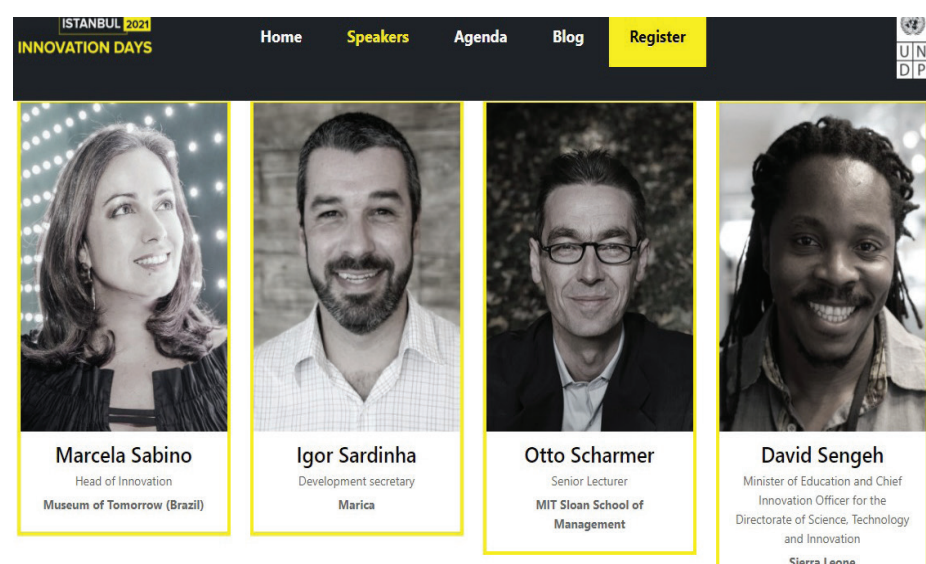 ISTANBUL 2021
INNOVATION DAYS
Home
Speakers
Agenda
Blog
Register
U N
D P
Marcela Sabino
Head of Innovation
Museum of Tomorrow (Brazil)
Igor Sardinha
Development secretary
Marica
Otto Scharmer
Senior Lecturer
MIT Sloan School of
Management
David Sengeh
Minister of Education and Chief
Innovation Officer for the
Directorate of Science, Technology
and Innovation
Sierra Leone